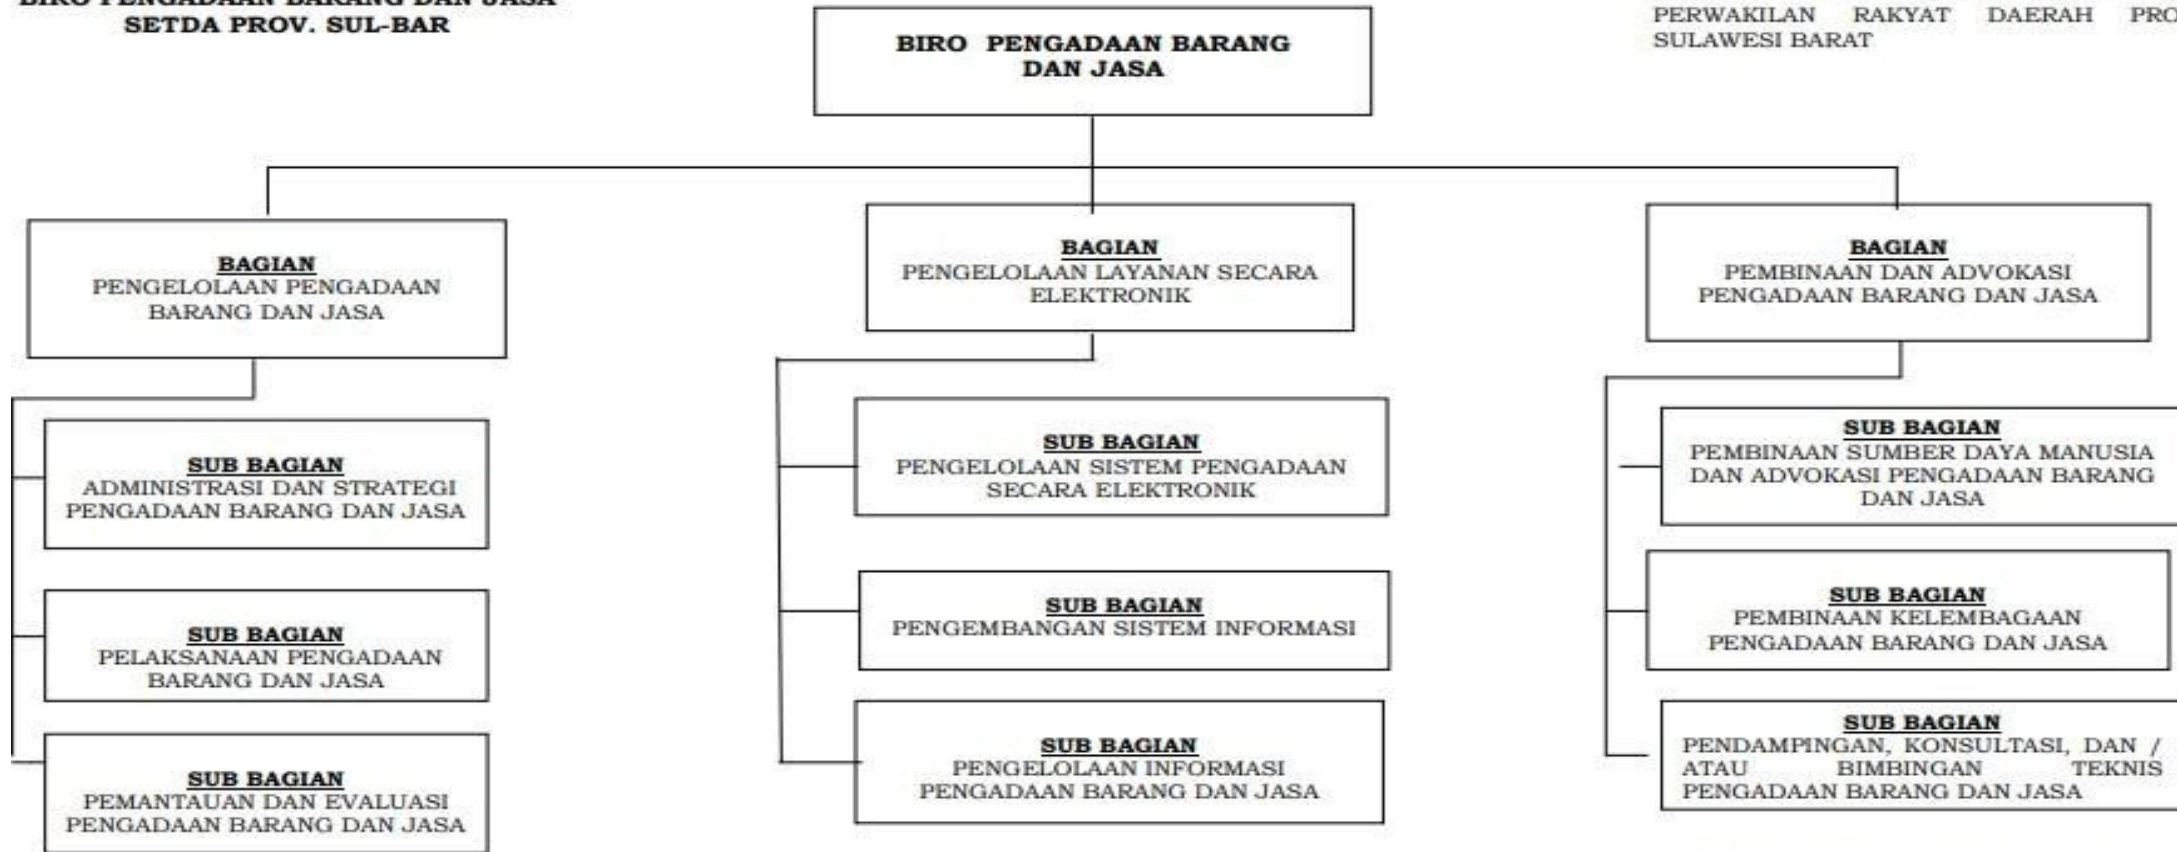 BIRO PENGADAAN BARANG DAN JASA
SETDA PROV. SUL-BAR
PERWAKILAN RAKYAT DAERAH
SULAWESI BARAT
BIRO PENGADAAN BARANG
DAN JASA
BAGIAN
PENGELOLAAN PENGADAAN
BARANG DAN JASA
BAGIAN
PENGELOLAAN LAYANAN SECARA
ELEKTRONIK
BAGIAN
PEMBINAAN DAN ADVOKASI
PENGADAAN BARANG DAN JASA
SUB BAGIAN
ADMINISTRASI DAN STRATEGI
PENGADAAN BARANG DAN JASA
SUB BAGIAN
PELAKSANAAN PENGADAAN
BARANG DAN JASA
SUB BAGIAN
PEMANTAUAN DAN EVALUASI
PENGADAAN BARANG DAN JASA
SUB BAGIAN
PENGELOLAAN SISTEM PENGADAAN
SECARA ELEKTRONIK
SUB BAGIAN
PENGEMBANGAN SISTEM INFORMASI
SUB BAGIAN
PENGELOLAAN INFORMASI
PENGADAAN BARANG DAN JASA
SUB BAGIAN
PEMBINAAN SUMBER DAYA MANUSIA
DAN ADVOKASI PENGADAAN BARANG
DAN JASA
SUB BAGIAN
PEMBINAAN KELEMBAGAAN
PENGADAAN BARANG DAN JASA
SUB BAGIAN
PENDAMPINGAN, KONSULTASI, DAN /
ATAU BIMBINGAN TEKNIS
PENGADAAN BARANG DAN JASA